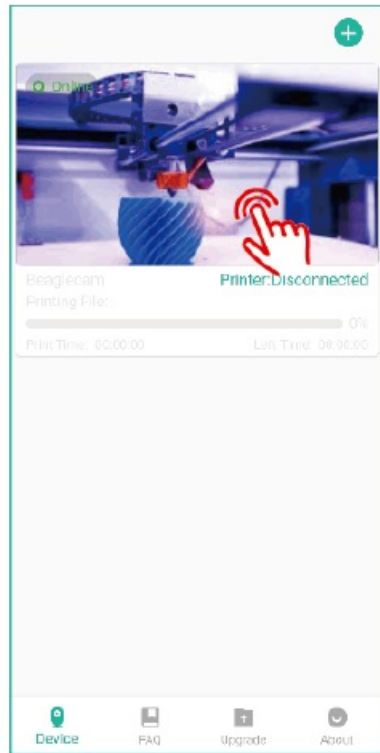 Online
Beaglecam Printer:Disconnected
Printing File:
0%
Print Time: 00:00:00 Left Time: 00:00:00
Device FAQ Upgrade About